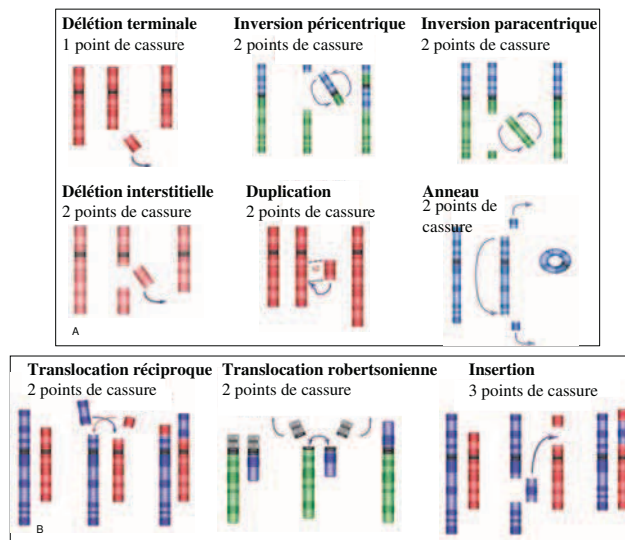 Délétion terminale
1 point de cassure
Inversion péricentrique
2 points de cassure
Inversion paracentrique
2 points de cassure
Délétion interstitielle
2 points de cassure
Duplication
2 points de cassure
Anneau
2 points de
cassure
A
Translocation réciproque
2 points de cassure
Translocation robertsonienne
2 points de cassure
Insertion
3 points de cassure
B